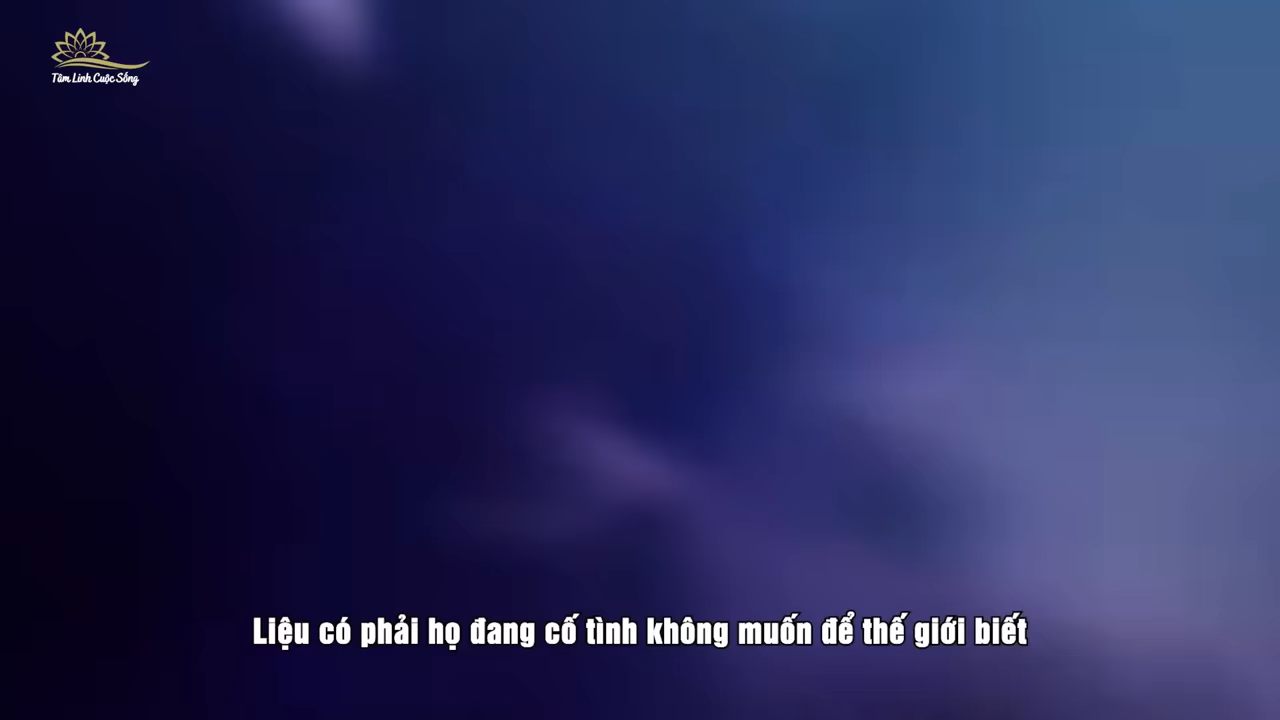 Tâm Linh Cuộc Sống
Liệu có phải họ đang cố tình không muốn để thế giới biết